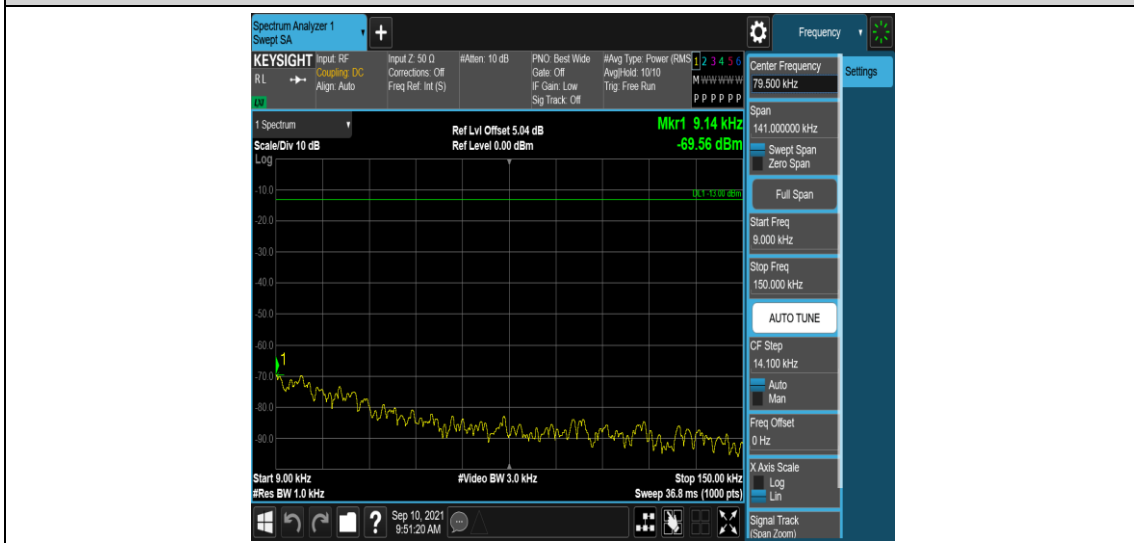 Spectrum Analyzer 1
Swept SA
+
Frequency
KEYSIGHT
RL
LM
Input: RF
Coupling: DC
Align: Auto
Input Z: 50 Ω
Corrections: Off
Freq Ref: Int (S)
#Atten: 10 dB
PNO: Best Wide
Gate: Off
IF Gain: Low
Sig Track: Off
#Avg Type: Power (RMS
Avg|Hold: 10/10
Trig: Free Run
1 2 3 4 5 6
M W W W W W
P P P P P P
Center Frequency
79.500 kHz
Settings
Span
141.000000 kHz
Swept Span
Zero Span
Full Span
Start Freq
9.000 kHz
Stop Freq
150.000 kHz
AUTO TUNE
CF Step
14.100 kHz
Auto
Man
Freq Offset
0 Hz
X Axis Scale
Log
Lin
Signal Track
(Span Zoom)
1 Spectrum
Scale/Div 10 dB
Log
Ref Lvl Offset 5.04 dB
Ref Level 0.00 dBm
Mkr1 9.14 kHz
-69.56 dBm
DL1 -13.00 dBm
-10.0
-20.0
-30.0
-40.0
-50.0
-60.0
-70.0
-80.0
-90.0
1
Start 9.00 kHz
#Res BW 1.0 kHz
#Video BW 3.0 kHz
Stop 150.00 kHz
Sweep 36.8 ms (1000 pts)
?
Sep 10, 2021
9:51:20 AM